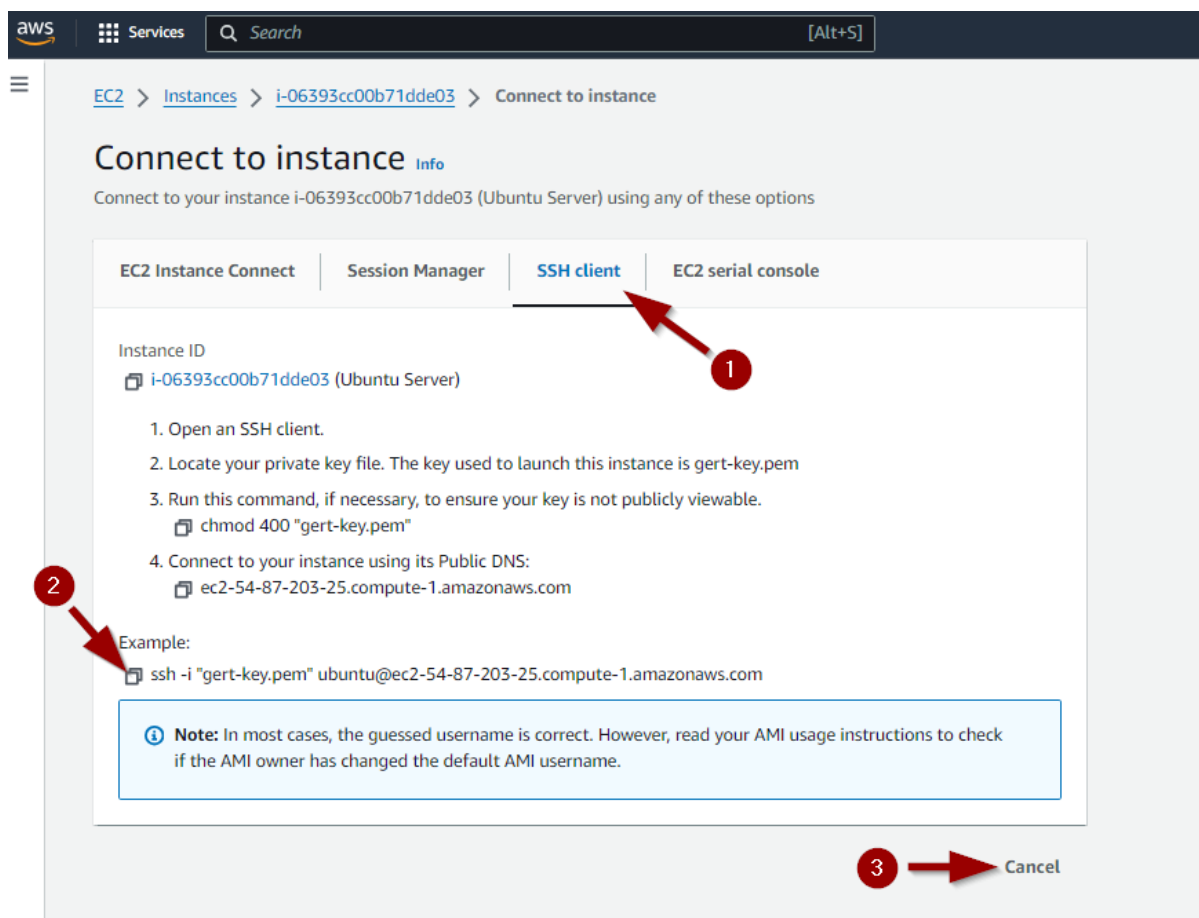 aws
Services
Search
[Alt+S]
EC2 > Instances > i-06393cc00b71dde03 > Connect to instance
Connect to instance Info
Connect to your instance i-06393cc00b71dde03 (Ubuntu Server) using any of these options
EC2 Instance Connect
Session Manager
SSH client
EC2 serial console
1
Instance ID
i-06393cc00b71dde03 (Ubuntu Server)
1. Open an SSH client.
2. Locate your private key file. The key used to launch this instance is gert-key.pem
3. Run this command, if necessary, to ensure your key is not publicly viewable.
chmod 400 "gert-key.pem"
4. Connect to your instance using its Public DNS:
ec2-54-87-203-25.compute-1.amazonaws.com
2
Example:
ssh -i "gert-key.pem" ubuntu@ec2-54-87-203-25.compute-1.amazonaws.com
Note: In most cases, the guessed username is correct. However, read your AMI usage instructions to check
if the AMI owner has changed the default AMI username.
3
Cancel